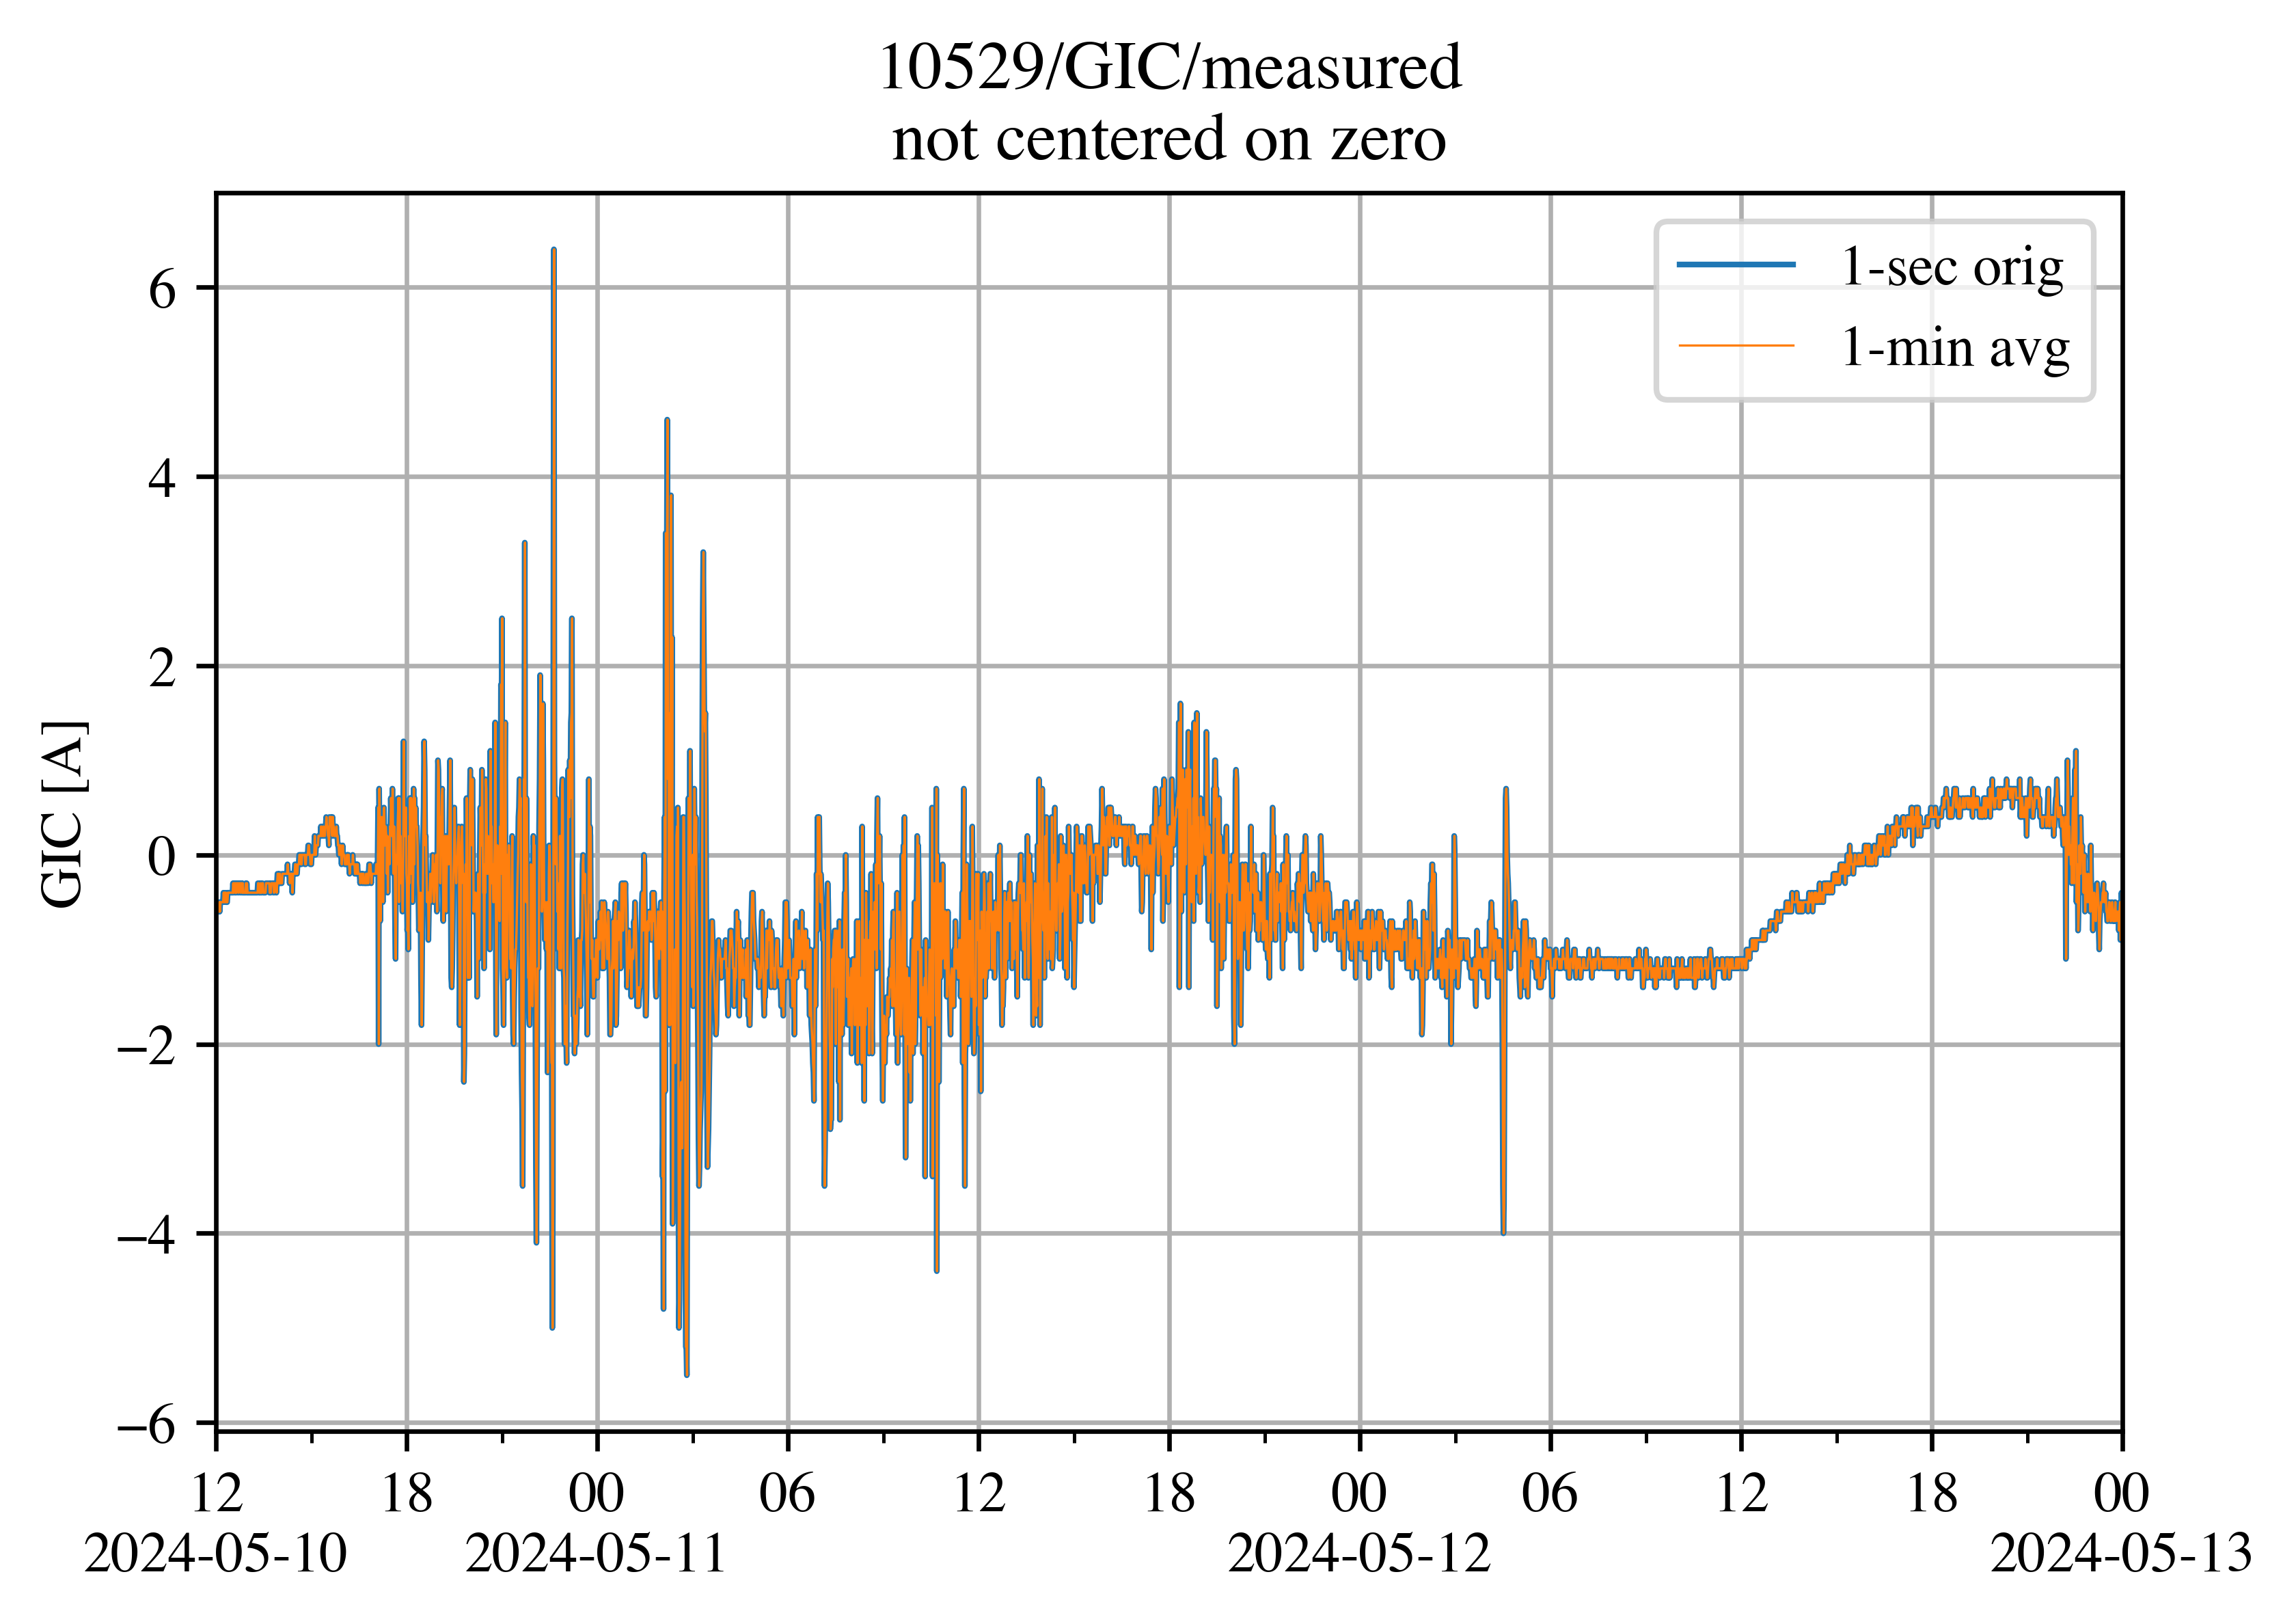 10529/GIC/measured
not centered on zero
1-sec orig
1-min avg
GIC [A]
6
4
2
0
−2
−4
−6
12 18 00 06 12 18 00 06 12 18 00
2024-05-10 2024-05-11 2024-05-12 2024-05-13